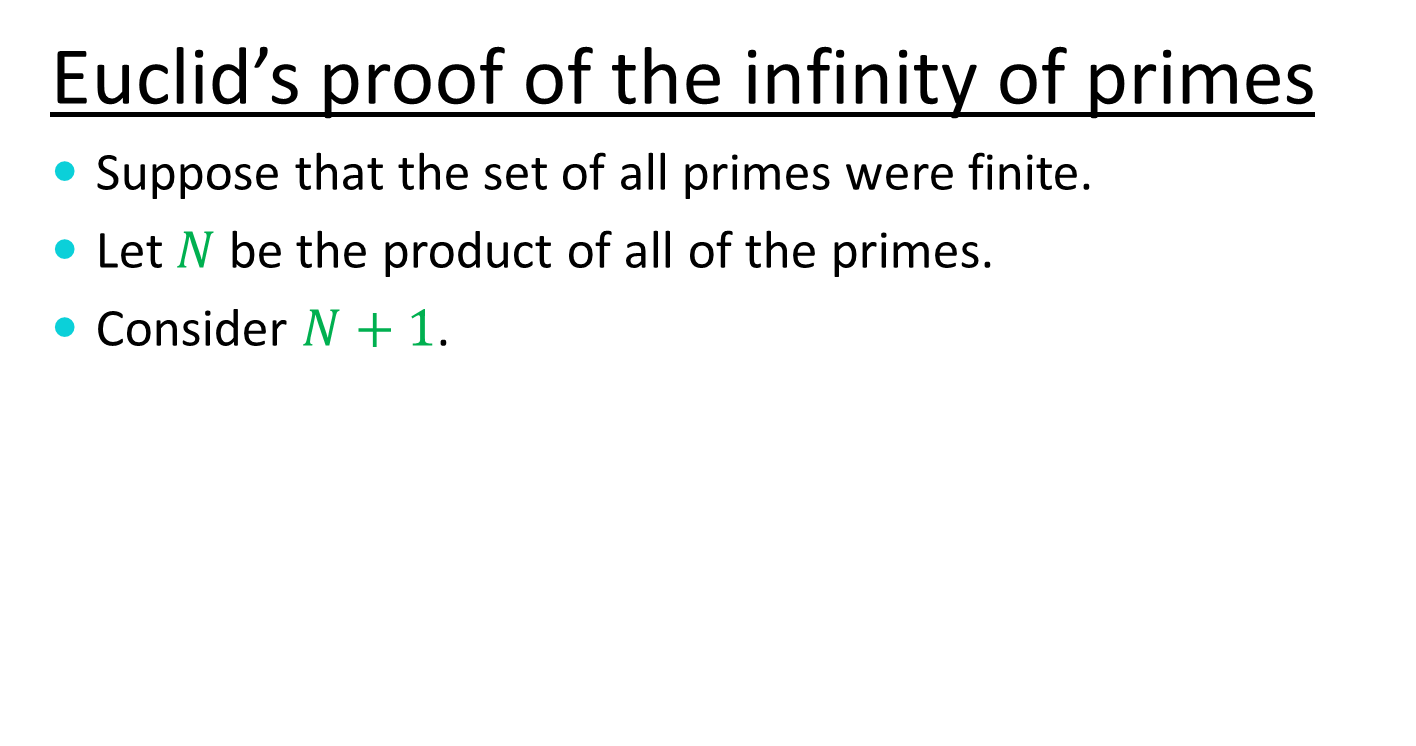 Euclid’s proof of the infinity of primes
• Suppose that the set of all primes were finite.
• Let N be the product of all of the primes.
• Consider N + 1.